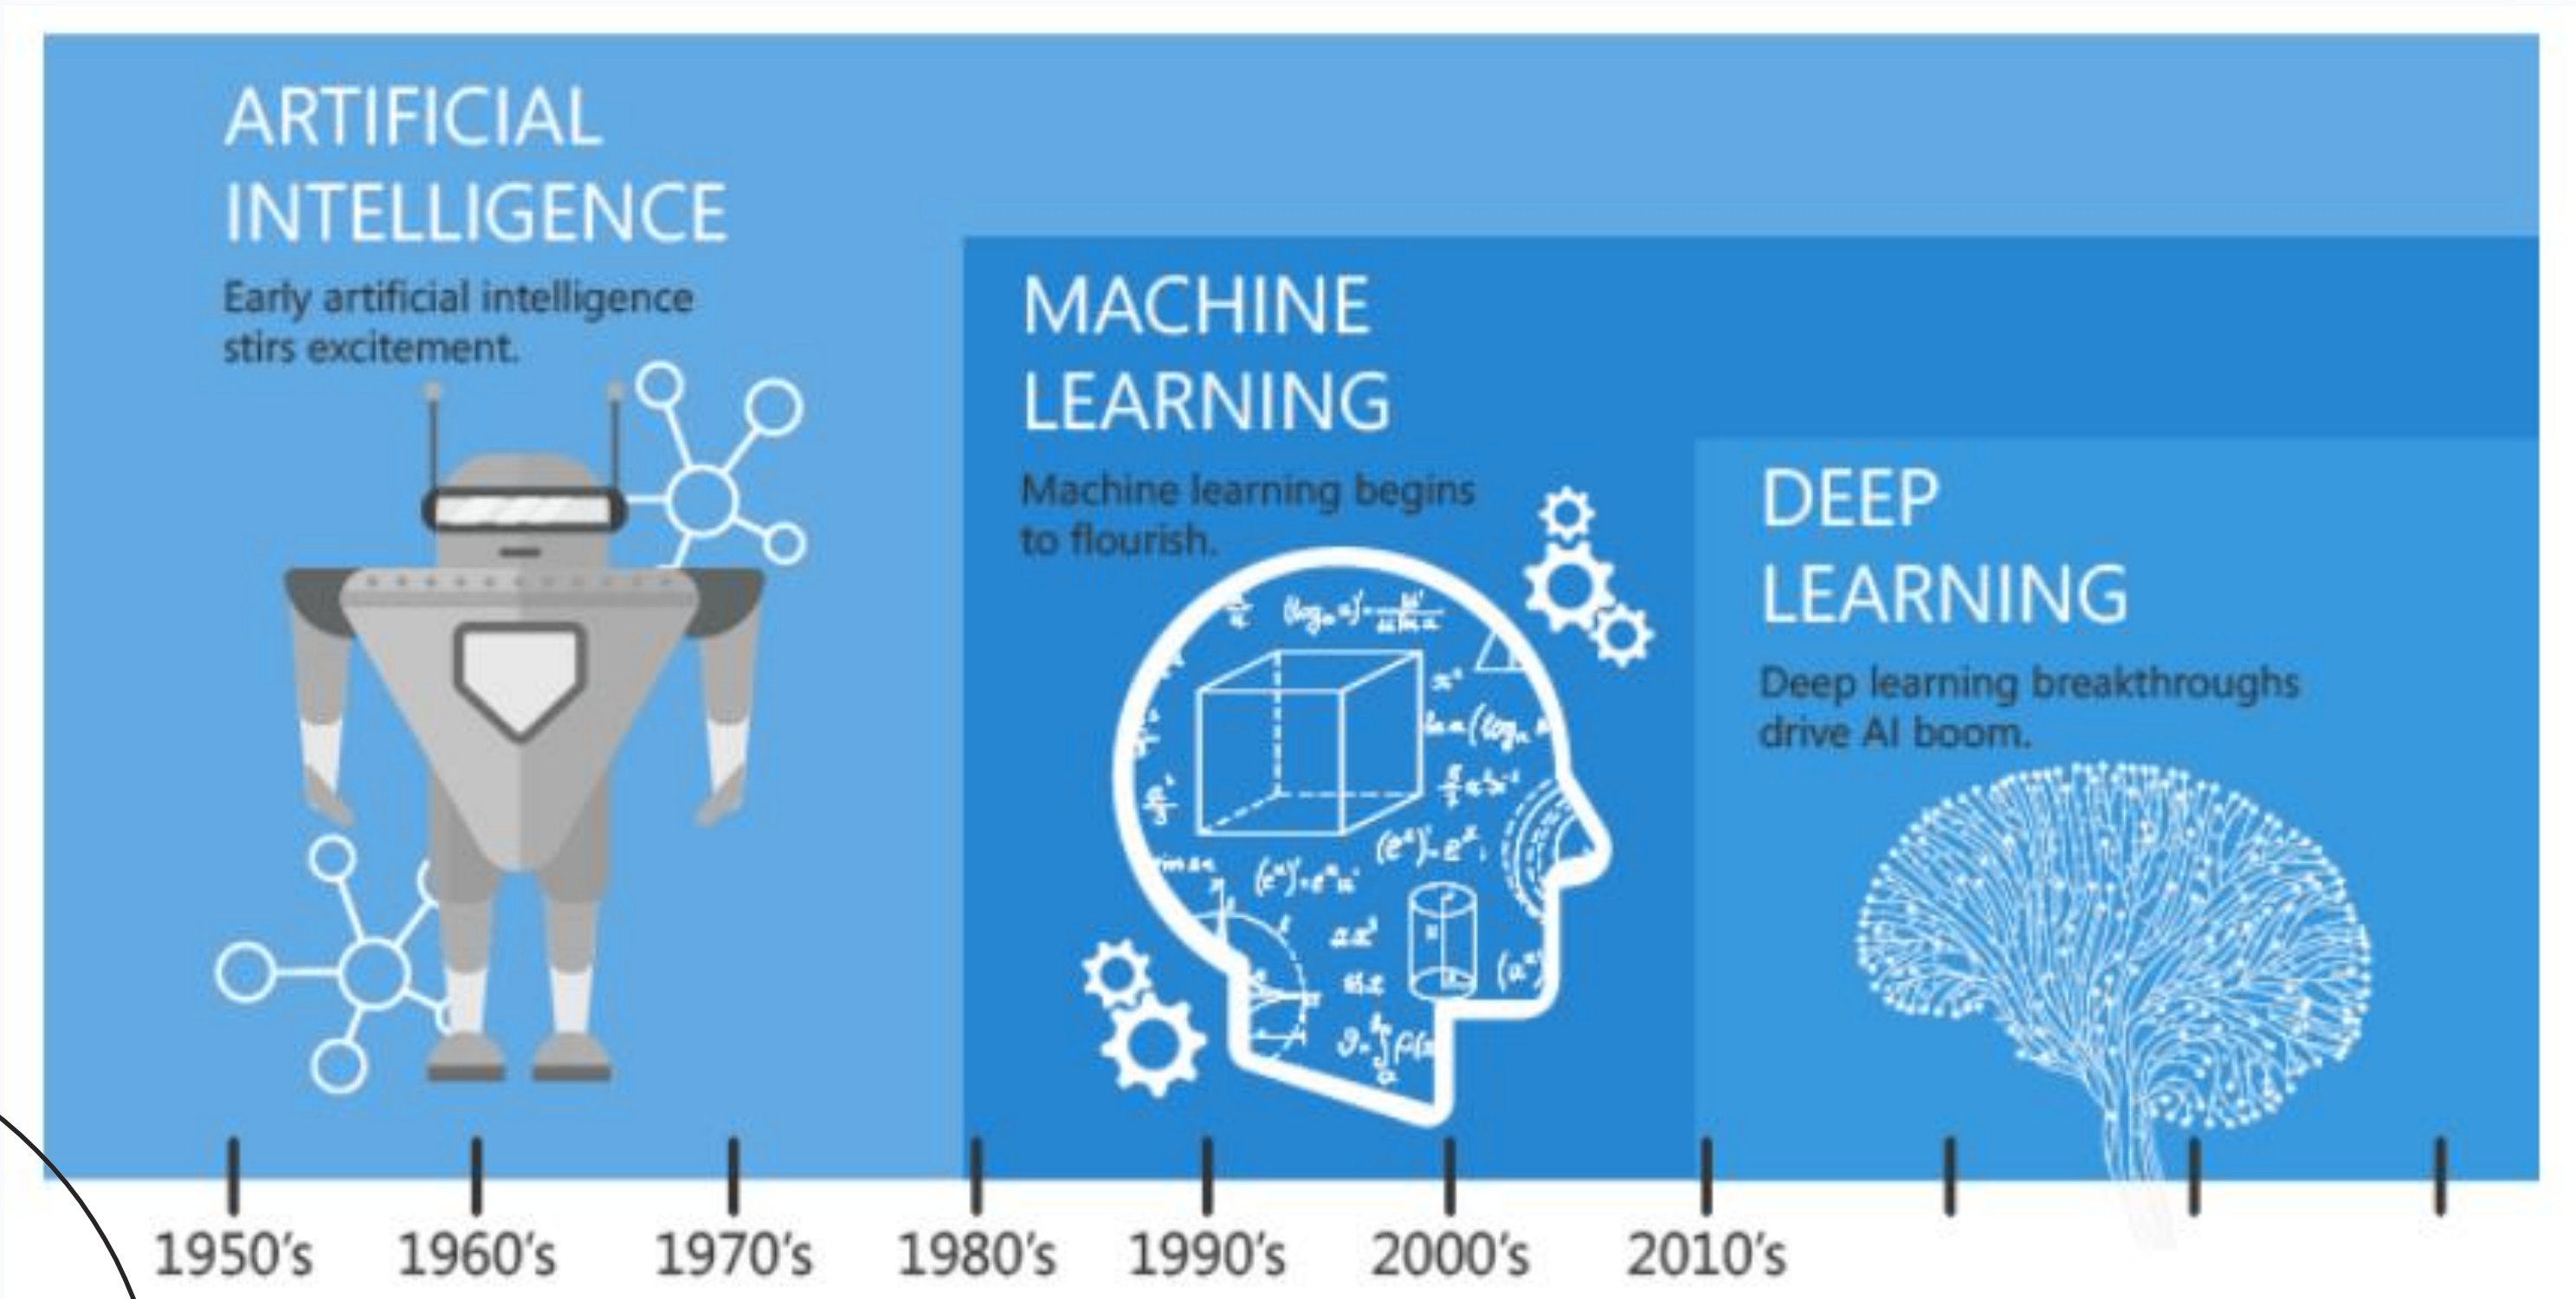 ARTIFICIAL
INTELLIGENCE
Early artificial intelligence
stirs excitement.
MACHINE
LEARNING
Machine learning begins
to flourish.
DEEP
LEARNING
Deep learning breakthroughs
drive AI boom.
1950's 1960's 1970's 1980's 1990's 2000's 2010's